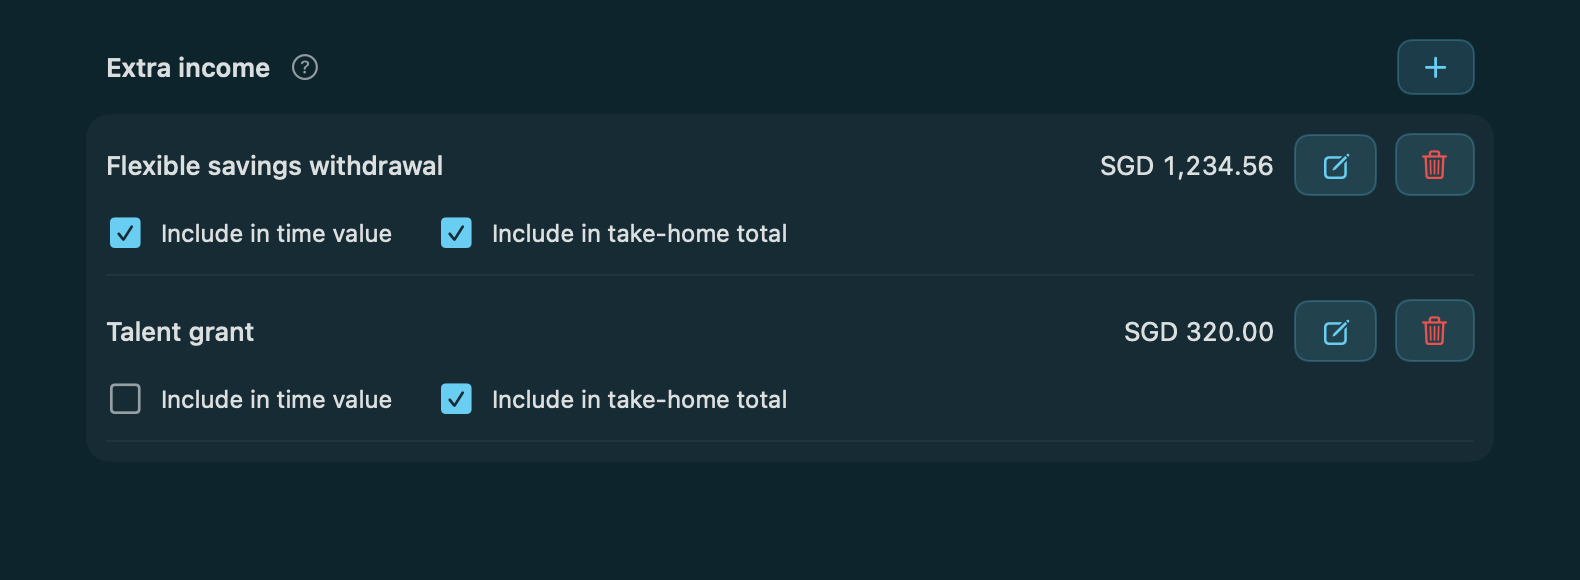 Extra income ?
Flexible savings withdrawal SGD 1,234.56
Include in time value Include in take-home total
Talent grant SGD 320.00
Include in time value Include in take-home total